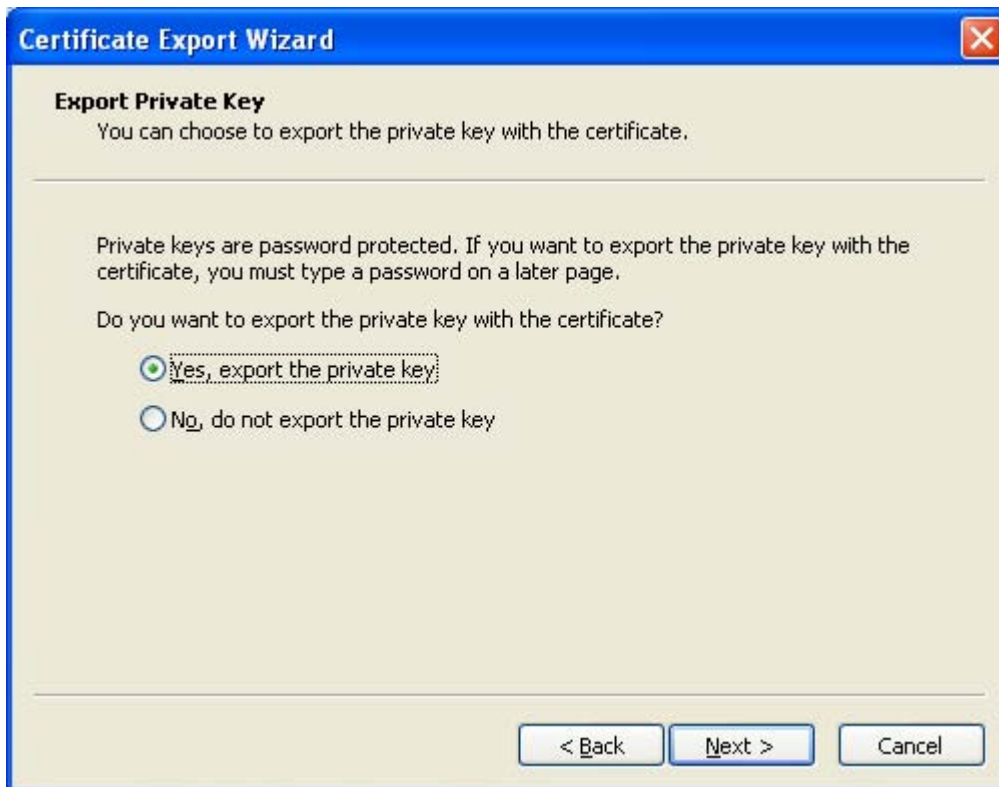 Certificate Export Wizard
Export Private Key
You can choose to export the private key with the certificate.
Private keys are password protected. If you want to export the private key with the
certificate, you must type a password on a later page.
Do you want to export the private key with the certificate?
Yes, export the private key
No, do not export the private key
< Back
Next >
Cancel